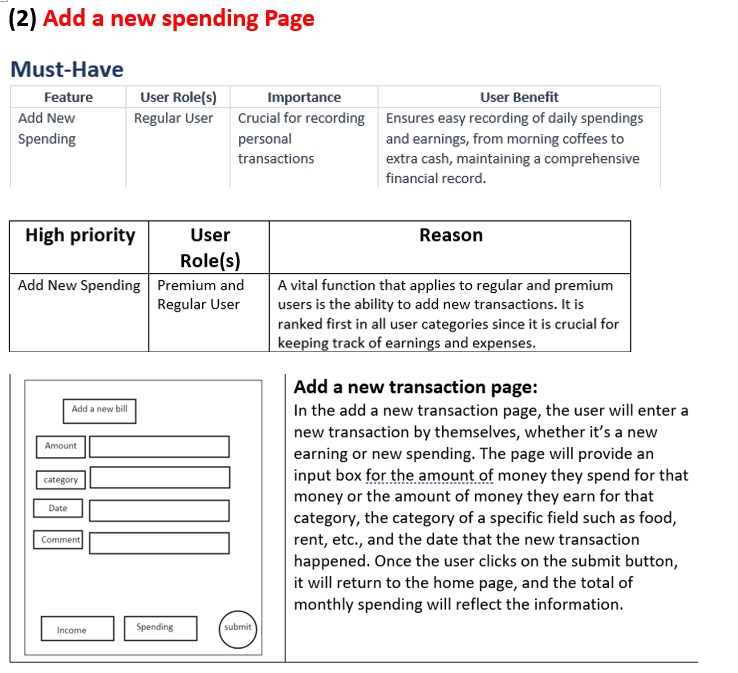 (2) Add a new spending Page
Must-Have
Feature User Role(s) Importance User Benefit
Add New Regular User Crucial for recording Ensures easy recording of daily spendings
Spending personal and earnings, from morning coffees to
transactions extra cash, maintaining a comprehensive
financial record.
High priority User Reason
Role(s)
Add New Spending Premium and A vital function that applies to regular and premium
Regular User users is the ability to add new transactions. It is
ranked first in all user categories since it is crucial for
keeping track of earnings and expenses.
Add a new bill
Amount
category
Date
Comment
Income Spending submit
Add a new transaction page:
In the add a new transaction page, the user will enter a
new transaction by themselves, whether it's a new
earning or new spending. The page will provide an
input box for the amount of money they spend for that
money or the amount of money they earn for that
category, the category of a specific field such as food,
rent, etc., and the date that the new transaction
happened. Once the user clicks on the submit button,
it will return to the home page, and the total of
monthly spending will reflect the information.